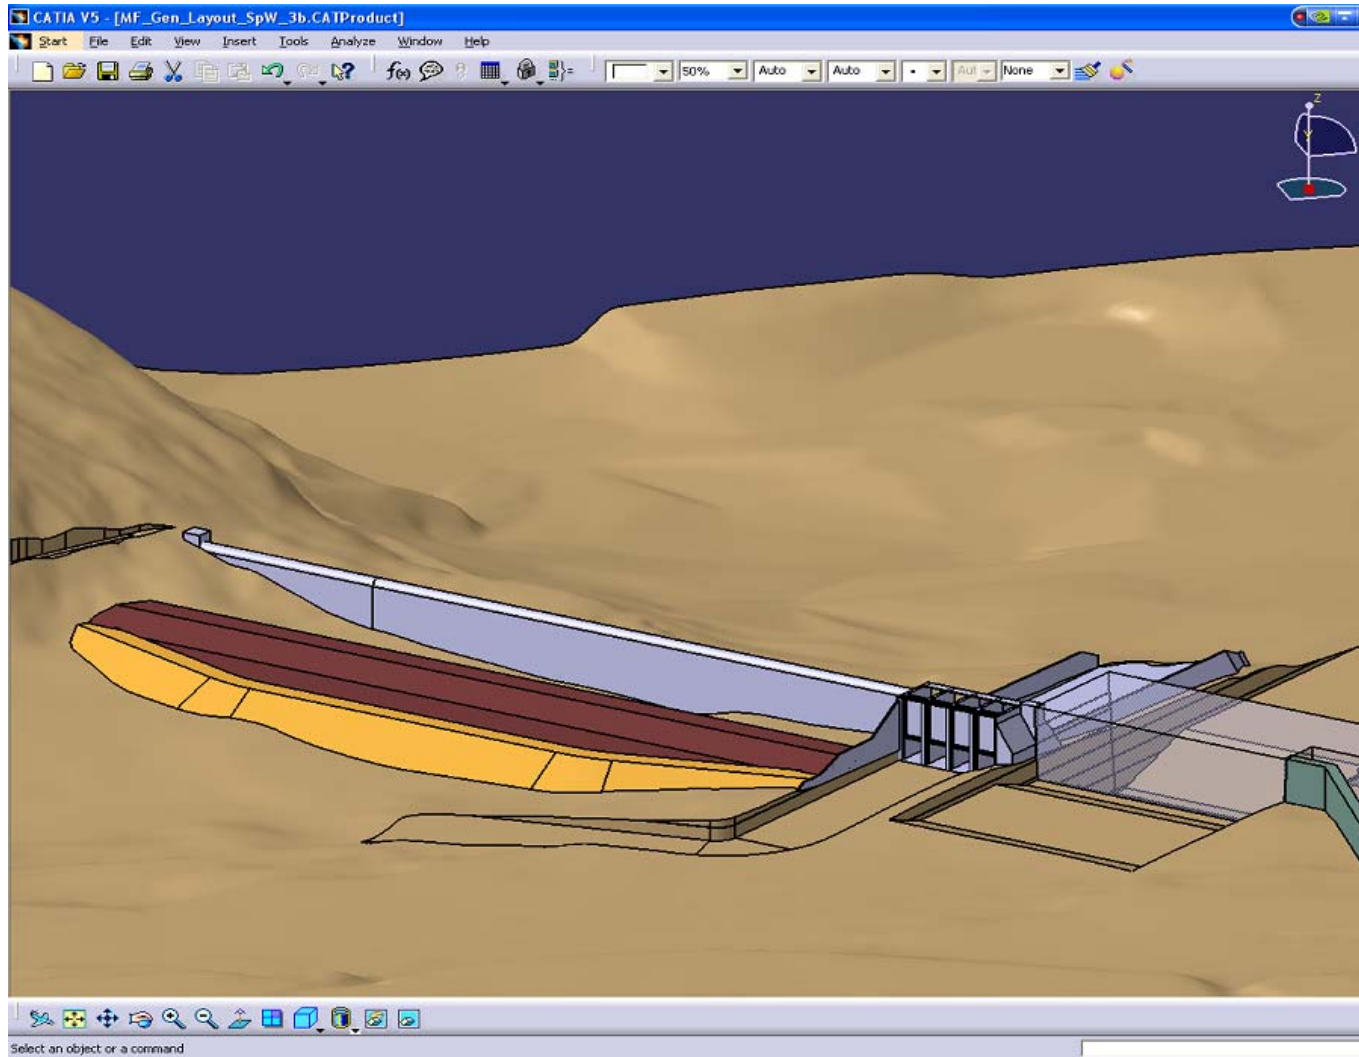 CATIA V5 - [MF_Gen_Layout_SpW_3b.CATProduct]
Start File Edit View Insert Tools Analyze Window Help
f(x) 50% Auto Auto Aut None
Z
Y
Select an object or a command